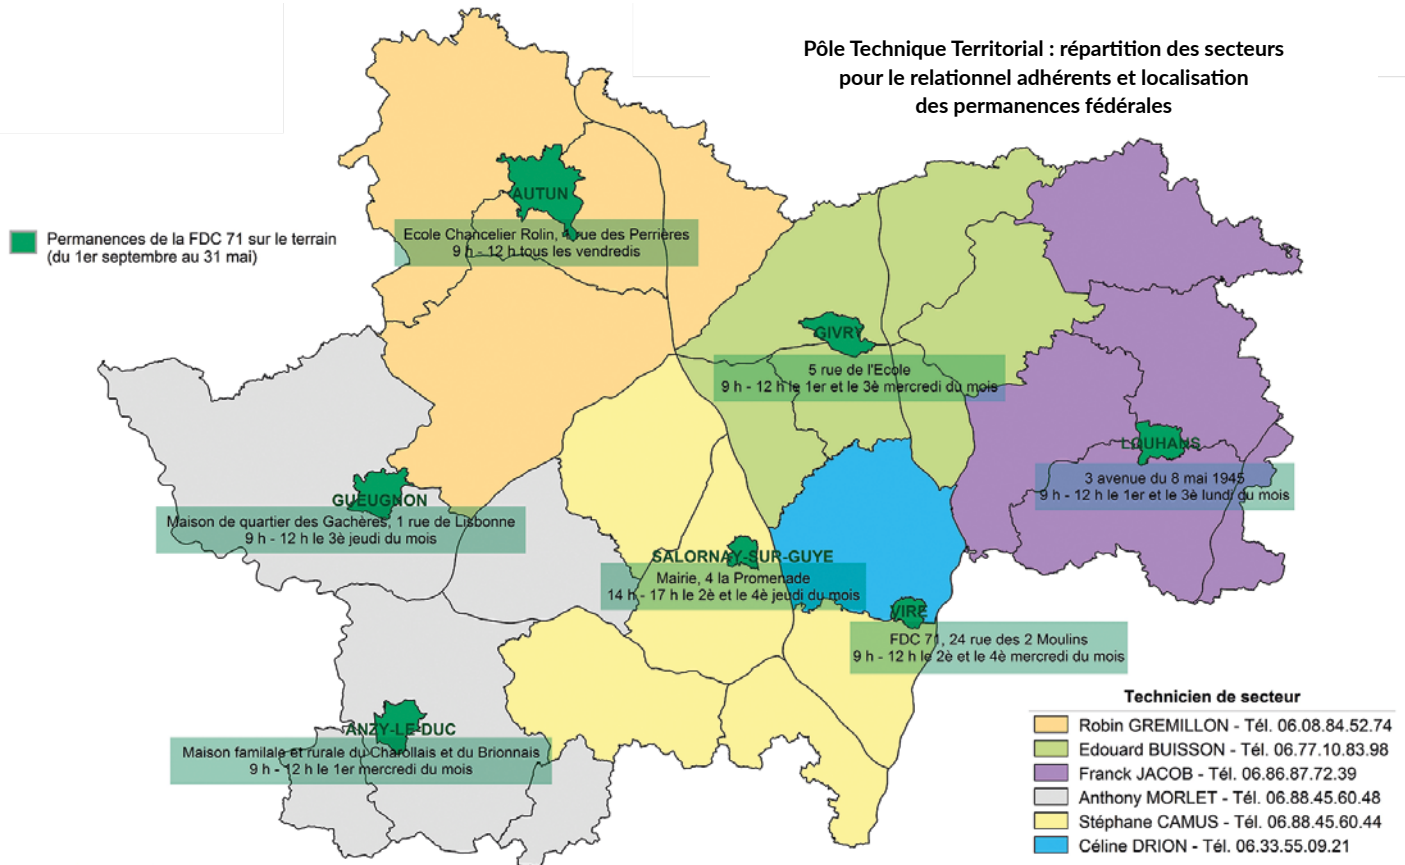 Pôle Technique Territorial : répartition des secteurs
pour le relationnel adhérents et localisation
des permanences fédérales
Permanences de la FDC 71 sur le terrain
(du 1er septembre au 31 mai)
AUTUN
Ecole Chancelier Rolin, 4 rue des Perrières
9 h - 12 h tous les vendredis
GIVRY
5 rue de l'Ecole
9 h - 12 h le 1er et le 3è mercredi du mois
LOUHANS
3 avenue du 8 mai 1945
9 h - 12 h le 1er et le 3è lundi du mois
GUEUGNON
Maison de quartier des Gachères, 1 rue de Lisbonne
9 h - 12 h le 3è jeudi du mois
SALORNAY-SUR-GUYE
Mairie, 4 la Promenade
14 h - 17 h le 2è et le 4è jeudi du mois
VIRE
FDC 71, 24 rue des 2 Moulins
9 h - 12 h le 2è et le 4è mercredi du mois
ANZY-LE-DUC
Maison familale et rurale du Charollais et du Brionnais
9 h - 12 h le 1er mercredi du mois
Technicien de secteur
Robin GREMILLON - Tél. 06.08.84.52.74
Edouard BUISSON - Tél. 06.77.10.83.98
Franck JACOB - Tél. 06.86.87.72.39
Anthony MORLET - Tél. 06.88.45.60.48
Stéphane CAMUS - Tél. 06.88.45.60.44
Céline DRION - Tél. 06.33.55.09.21